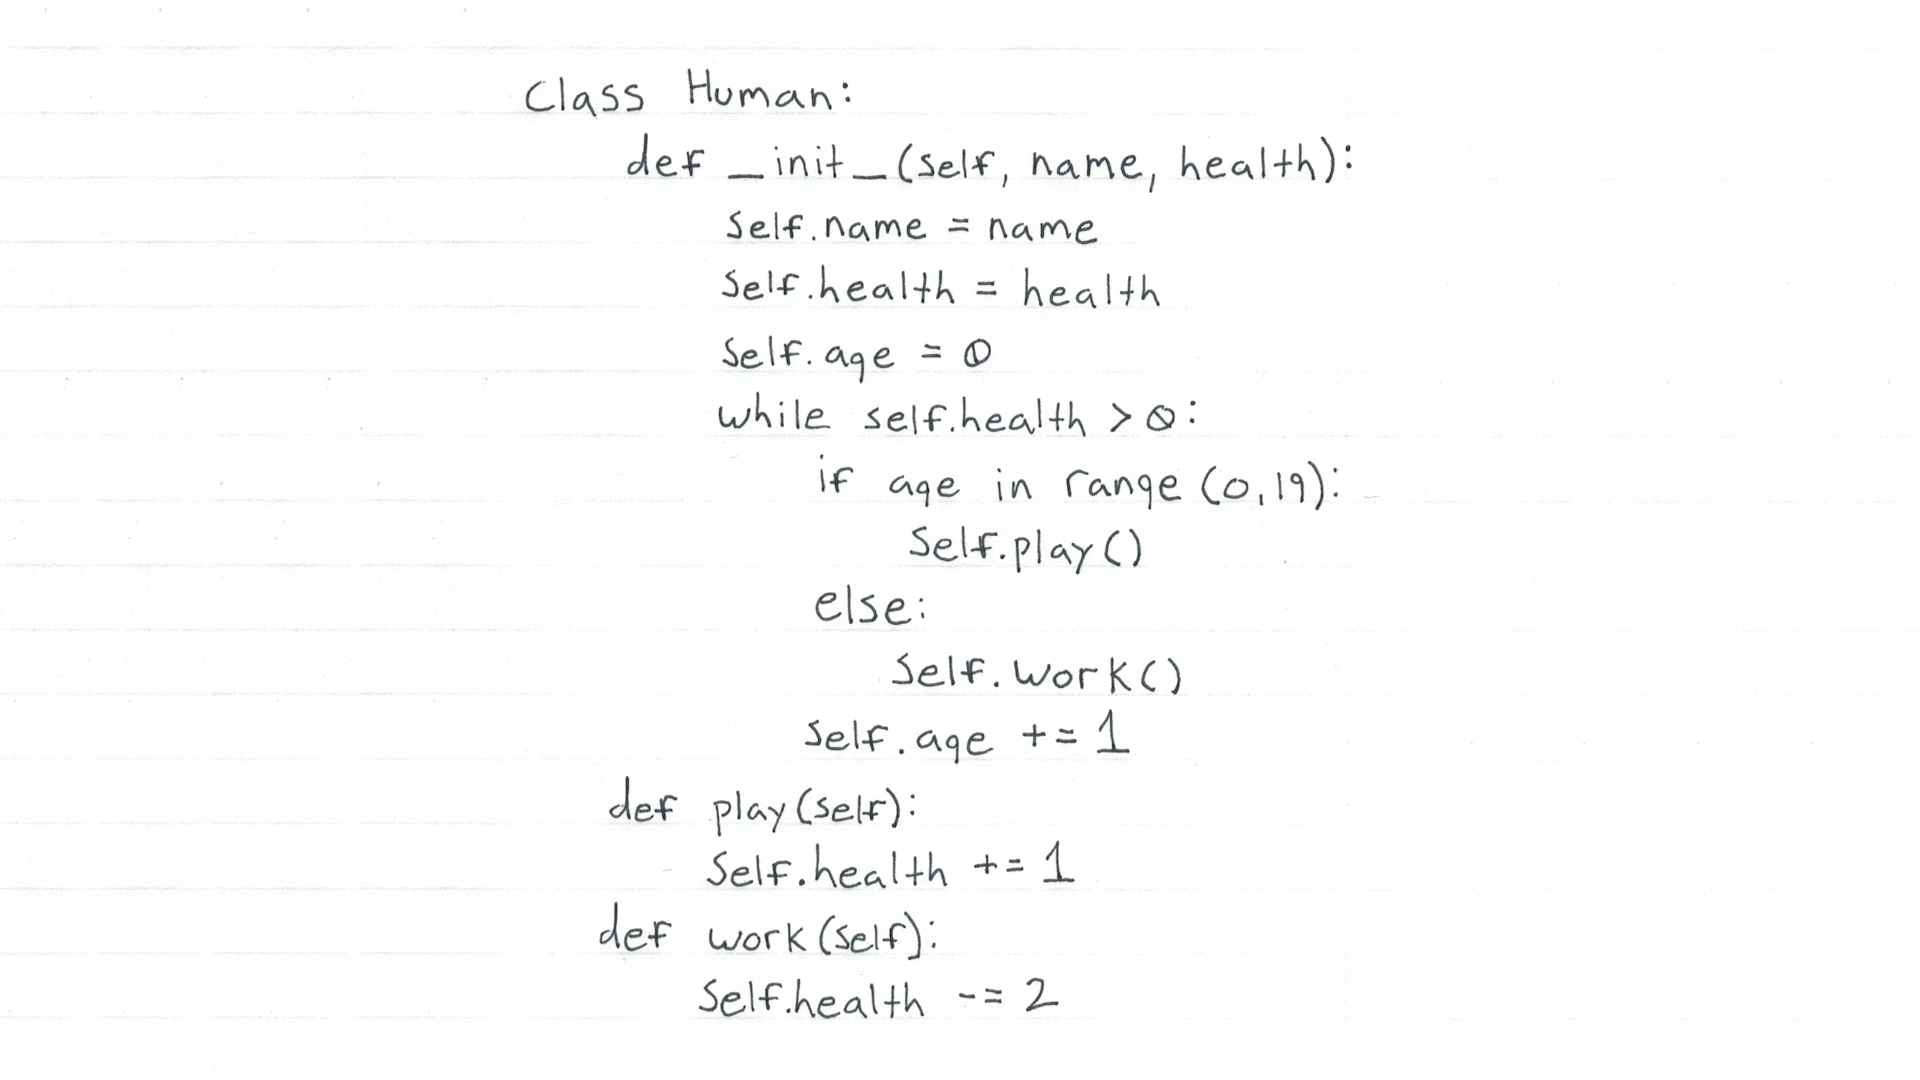 Class Human:
def _init_(self, name, health):
self.name = name
self.health = health
self.age = 0
while self.health > 0:
if age in range (0,19):
self.play()
else:
self.work()
self.age += 1
def play(self):
self.health += 1
def work(self):
self.health -= 2